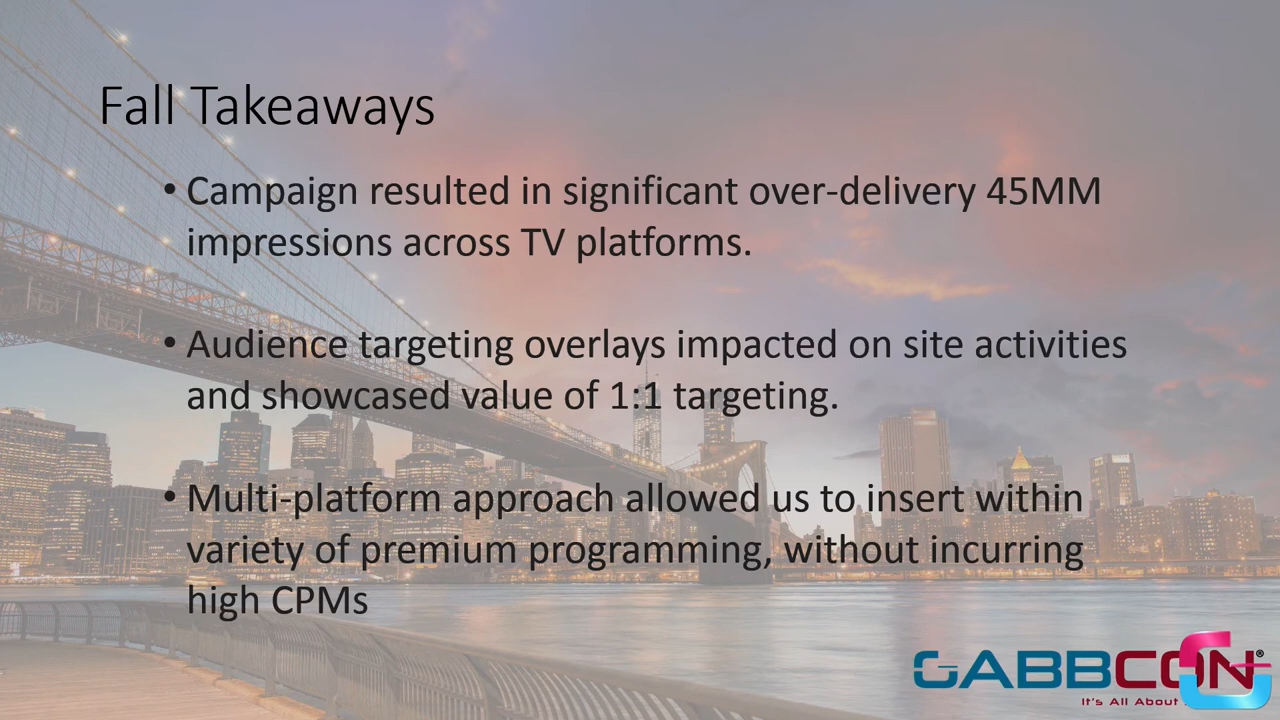 Fall Takeaways
• Campaign resulted in significant over-delivery 45MM
impressions across TV platforms.
• Audience targeting overlays impacted on site activities
and showcased value of 1:1 targeting.
• Multi-platform approach allowed us to insert within
variety of premium programming, without incurring
high CPMs
GABBCON®
It's All About